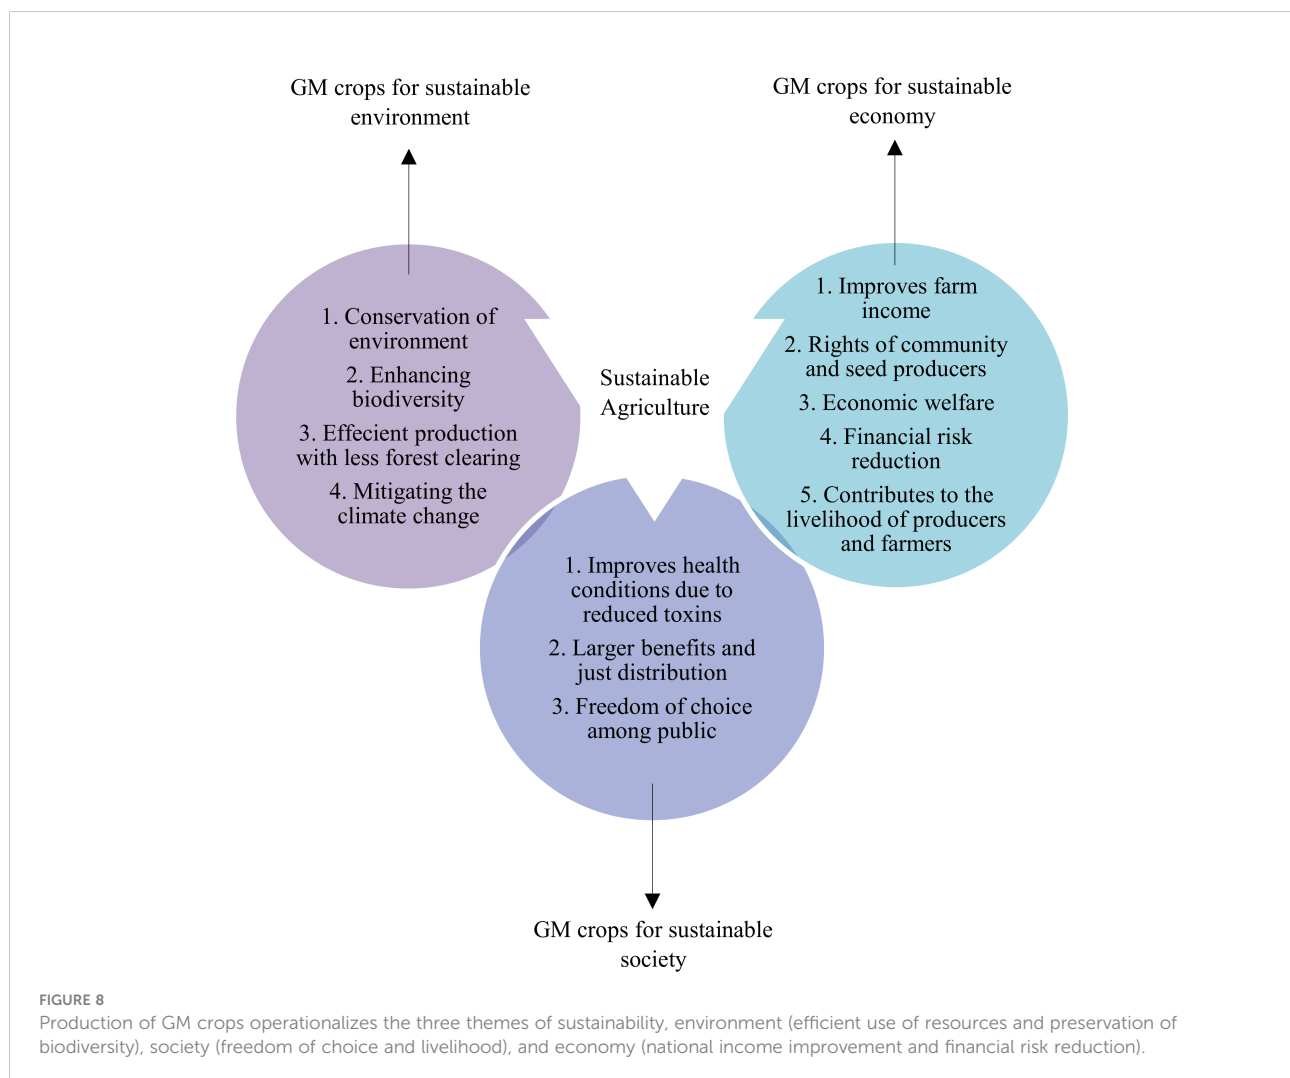 GM crops for sustainable
environment
GM crops for sustainable
economy
1. Conservation of
environment
2. Enhancing
biodiversity
3. Effecient production
with less forest clearing
4. Mitigating the
climate change
Sustainable
Agriculture
1. Improves farm
income
2. Rights of community
and seed producers
3. Economic welfare
4. Financial risk
reduction
5. Contributes to the
livelihood of producers
and farmers
1. Improves health
conditions due to
reduced toxins
2. Larger benefits and
just distribution
3. Freedom of choice
among public
GM crops for sustainable
society
FIGURE 8
Production of GM crops operationalizes the three themes of sustainability, environment (efficient use of resources and preservation of
biodiversity), society (freedom of choice and livelihood), and economy (national income improvement and financial risk reduction).